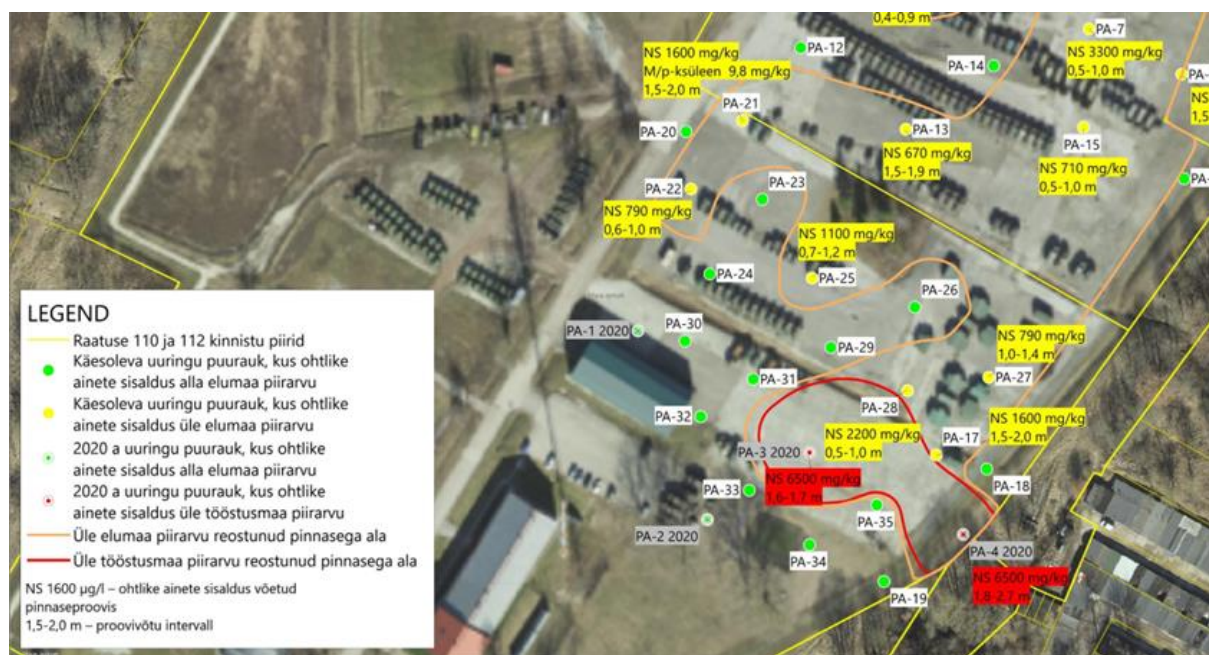 0,4-0,9 m
PA-7
PA-12
NS 1600 mg/kg
M/p-ksüleen 9,8 mg/kg
1,5-2,0 m
NS 3300 mg/kg
0,5-1,0 m
PA-14
PA-
NS
1,5
PA-21
PA-20
PA-13
PA-15
NS 670 mg/kg
1,5-1,9 m
NS 710 mg/kg
0,5-1,0 m
PA-22
PA-23
PA-
NS 790 mg/kg
0,6-1,0 m
NS 1100 mg/kg
0,7-1,2 m
PA-24
PA-25
PA-26
PA-1 2020
PA-30
PA-29
NS 790 mg/kg
1,0-1,4 m
PA-31
PA-27
PA-28
PA-32
NS 1600 mg/kg
1,5-2,0 m
NS 2200 mg/kg
0,5-1,0 m
PA-17
PA-3 2020
NS 6500 mg/kg
1,6-1,7 m
PA-18
PA-33
PA-35
PA-2 2020
PA-34
PA-4 2020
NS 6500 mg/kg
1,8-2,7 m
PA-19
LEGEND
Raatuse 110 ja 112 kinnistu piirid
Käesoleva uuringu puurauk, kus ohtlike
ainete sisaldus alla elumaa piirarvu
Käesoleva uuringu puurauk, kus ohtlike
ainete sisaldus üle elumaa piirarvu
2020 a uuringu puurauk, kus ohtlike
ainete sisaldus alla elumaa piirarvu
2020 a uuringu puurauk, kus ohtlike
ainete sisaldus üle tööstusmaa piirarvu
Üle elumaa piirarvu reostunud pinnasega ala
Üle tööstusmaa piirarvu reostunud pinnasega ala
NS 1600 µg/l – ohtlike ainete sisaldus võetud
pinnaseproovis
1,5-2,0 m – proovivõtu intervall